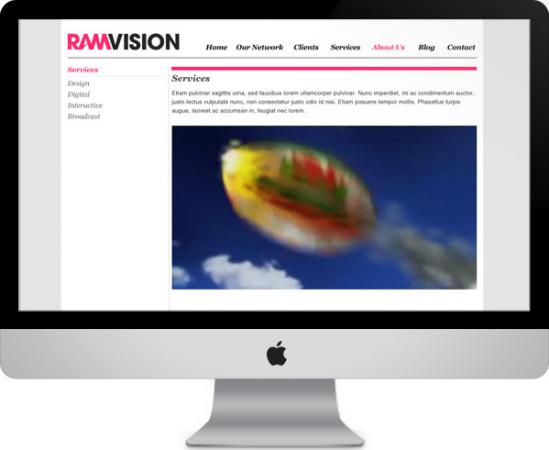 RAMVISION
Home Our Network Clients Services About Us Blog Contact
Services
Design
Digital
Interactive
Broadcast
Services
Etiam pulvinar sagittis urna, sed faucibus lorem ullamcorper pulvinar. Nunc imperdiet, mi ac condimentum auctor,
justo lectus vulputate nunc, non consectetur justo odio id nisi. Etiam posuere tempor mollis. Phasellus turpis
augue, laoreet ac accumsan in, feugiat nec lorem.